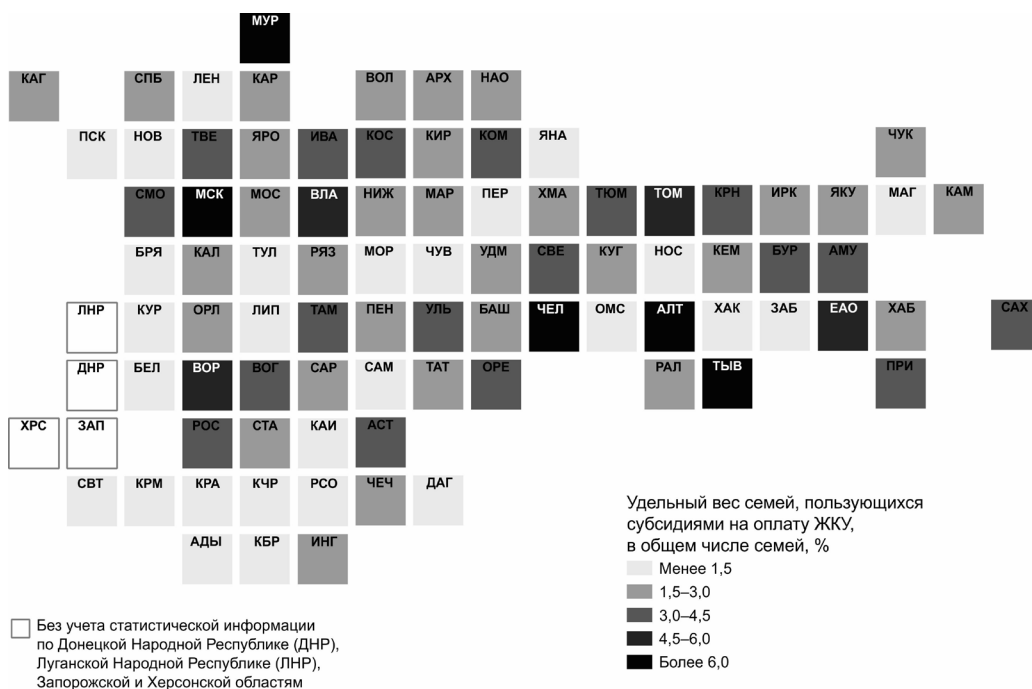 МУР
КАГ СПБ ЛЕН КАР ВОЛ АРХ НАО
ПСК НОВ ТВЕ ЯРО ИВА КОС КИР КОМ ЯНА ЧУК
СМО МСК МОС ВЛА НИЖ МАР ПЕР ХМА ТЮМ ТОМ КРН ИРК ЯКУ МАГ КАМ
БРЯ КАЛ ТУЛ РЯЗ МОР ЧУВ УДМ СВЕ КУГ НОС КЕМ БУР АМУ
ЛНР КУР ОРЛ ЛИП ТАМ ПЕН УЛЬ БАШ ЧЕЛ ОМС АЛТ ХАК ЗАБ ЕАО ХАБ САХ
ДНР БЕЛ ВОР ВОГ САР САМ ТАТ ОРЕ РАЛ ТЫВ ПРИ
ХРС ЗАП РОС СТА КАИ АСТ
СВТ КРМ КРА КЧР РСО ЧЕЧ ДАГ
АДЫ КБР ИНГ
Удельный вес семей, пользующихся
субсидиями на оплату ЖКУ,
в общем числе семей, %
Менее 1,5
1,5–3,0
3,0–4,5
4,5–6,0
Более 6,0
Без учета статистической информации
по Донецкой Народной Республике (ДНР),
Луганской Народной Республике (ЛНР),
Запорожской и Херсонской областям